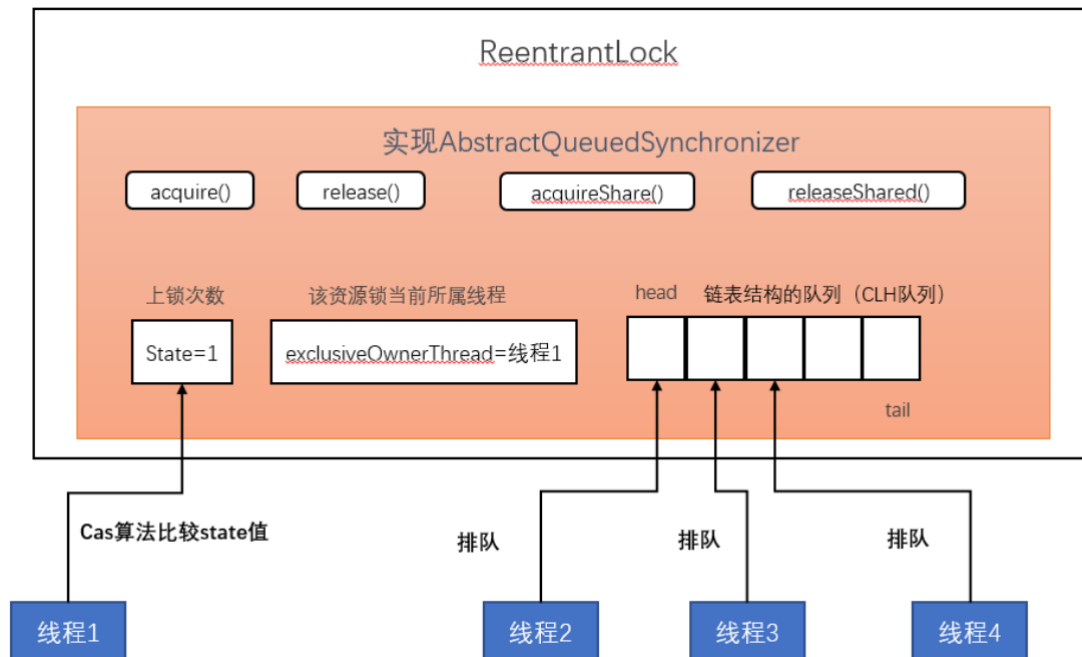 ReentrantLock
实现AbstractQueuedSynchronizer
acquire()
release()
acquireShare()
releaseShared()
上锁次数
该资源锁当前所属线程
head
链表结构的队列（CLH队列）
State=1
exclusiveOwnerThread=线程1
tail
Cas算法比较state值
排队
排队
排队
线程1
线程2
线程3
线程4